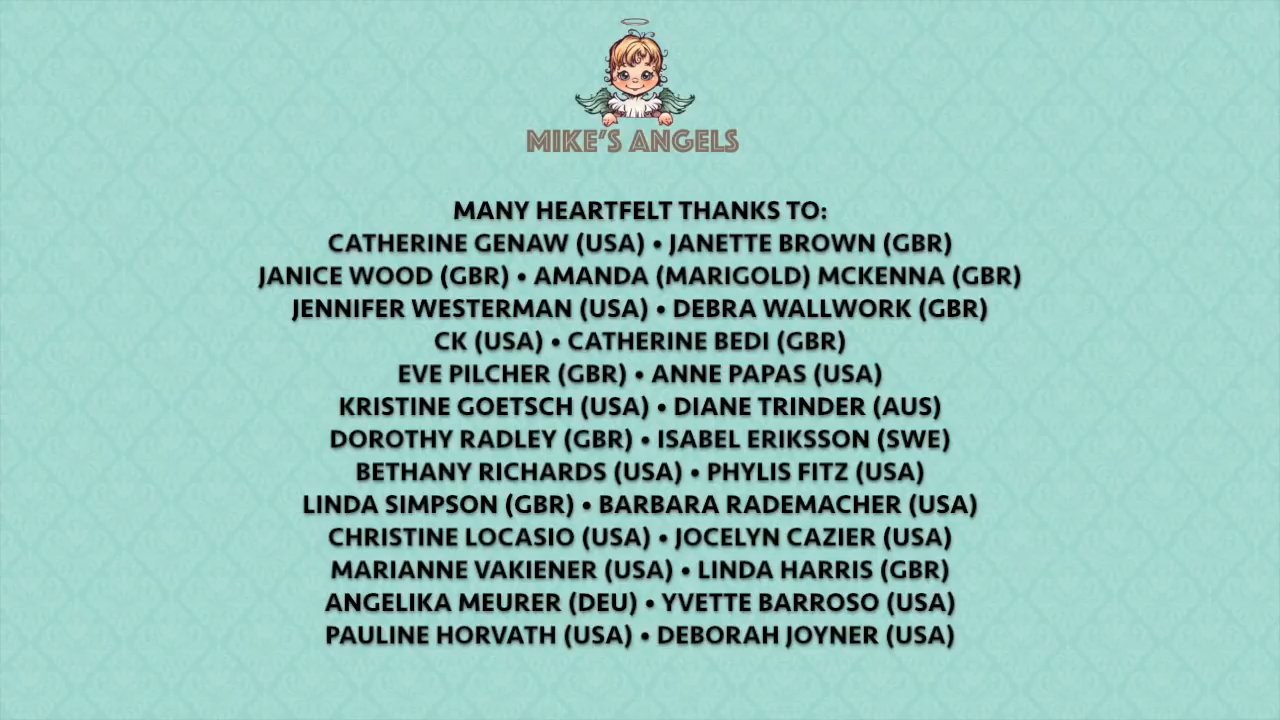 MIKE'S ANGELS
MANY HEARTFELT THANKS TO:
CATHERINE GENAW (USA) • JANETTE BROWN (GBR)
JANICE WOOD (GBR) • AMANDA (MARIGOLD) MCKENNA (GBR)
JENNIFER WESTERMAN (USA) • DEBRA WALLWORK (GBR)
CK (USA) • CATHERINE BEDI (GBR)
EVE PILCHER (GBR) • ANNE PAPAS (USA)
KRISTINE GOETSCH (USA) • DIANE TRINDER (AUS)
DOROTHY RADLEY (GBR) • ISABEL ERIKSSON (SWE)
BETHANY RICHARDS (USA) • PHYLIS FITZ (USA)
LINDA SIMPSON (GBR) • BARBARA RADEMACHER (USA)
CHRISTINE LOCASIO (USA) • JOCELYN CAZIER (USA)
MARIANNE VAKIENER (USA) • LINDA HARRIS (GBR)
ANGELIKA MEURER (DEU) • YVETTE BARROSO (USA)
PAULINE HORVATH (USA) • DEBORAH JOYNER (USA)